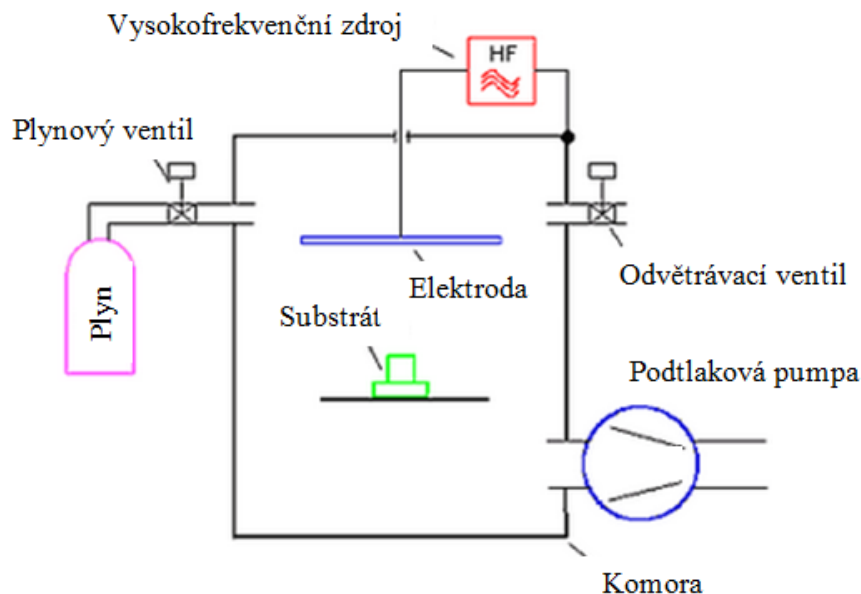 Vysokofrekvenční zdroj
HF
Plynový ventil
Elektroda
Odvětrávací ventil
Plyn
Substrát
Podtlaková pumpa
Komora